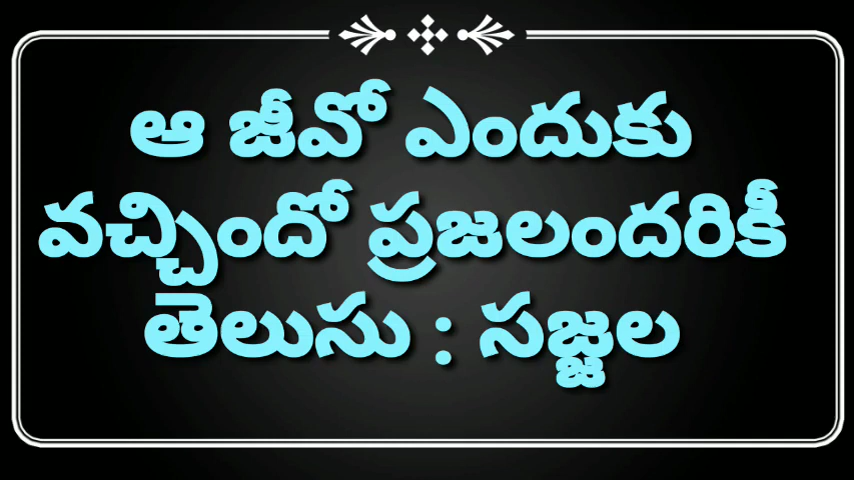 ఆ జీవో ఎందుకు
వచ్చిందో ప్రజలందరికీ
తెలుసు : సజ్జల